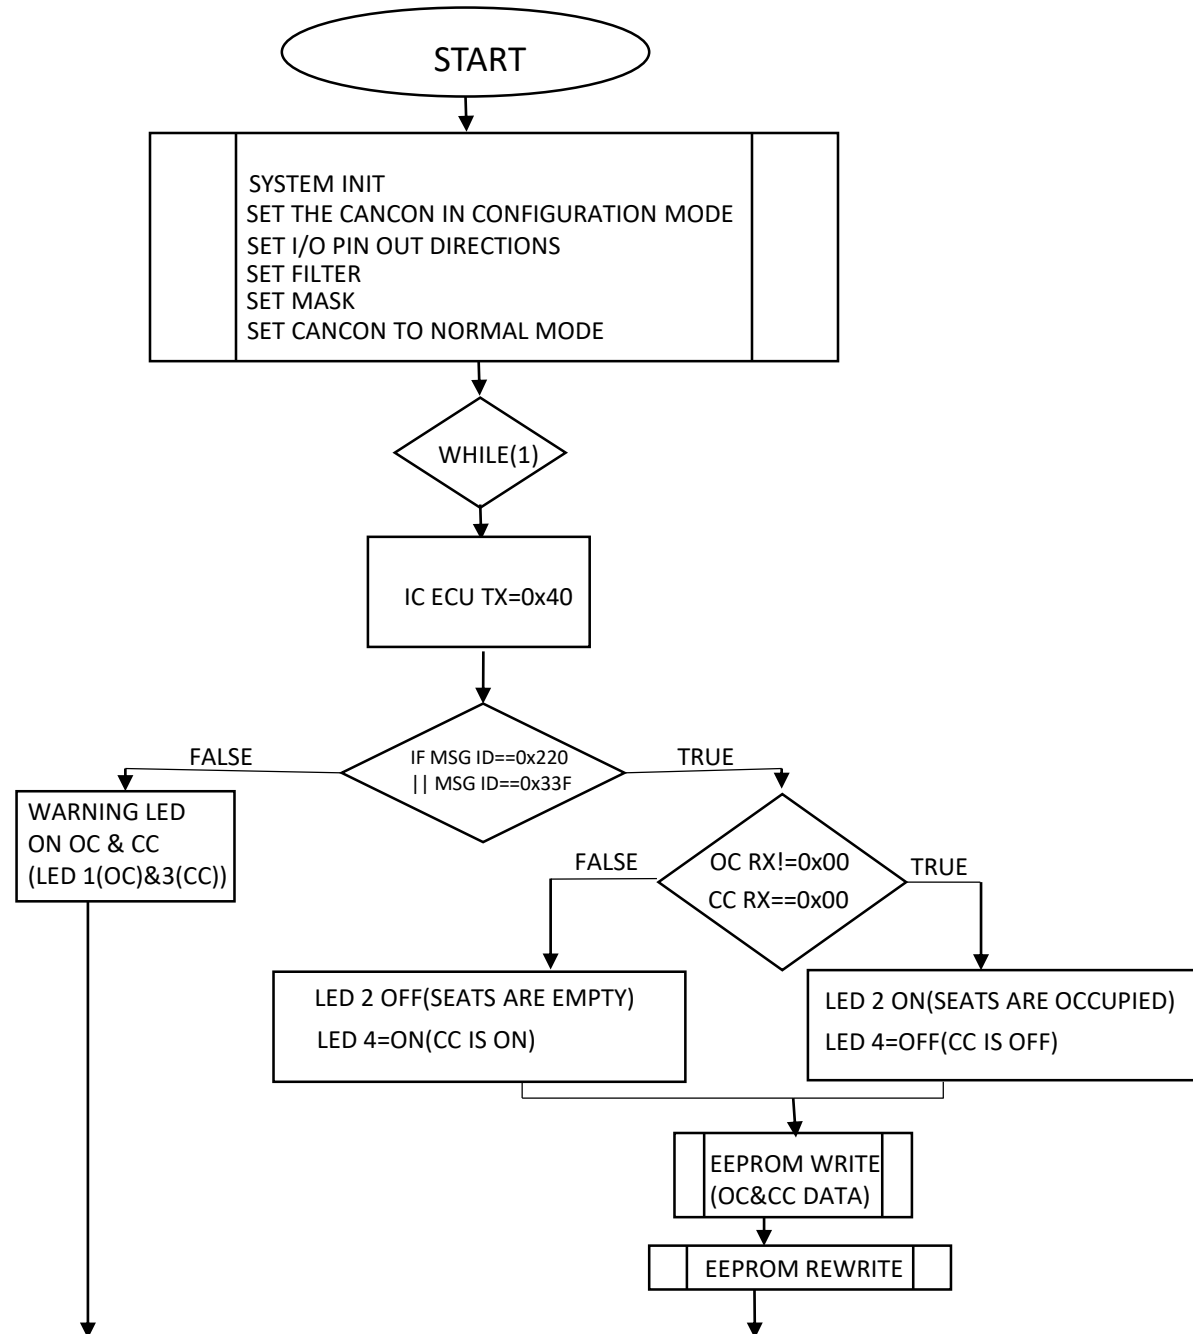 START
SYSTEM INIT
SET THE CANCON IN CONFIGURATION MODE
SET I/O PIN OUT DIRECTIONS
SET FILTER
SET MASK
SET CANCON TO NORMAL MODE
WHILE(1)
IC ECU TX=0x40
IF MSG ID==0x220
|| MSG ID==0x33F
FALSE
TRUE
WARNING LED
ON OC & CC
(LED 1(OC)&3(CC))
OC RX!=0x00
CC RX==0x00
FALSE
TRUE
LED 2 OFF(SEATS ARE EMPTY)
LED 4=ON(CC IS ON)
LED 2 ON(SEATS ARE OCCUPIED)
LED 4=OFF(CC IS OFF)
EEPROM WRITE
(OC&CC DATA)
EEPROM REWRITE